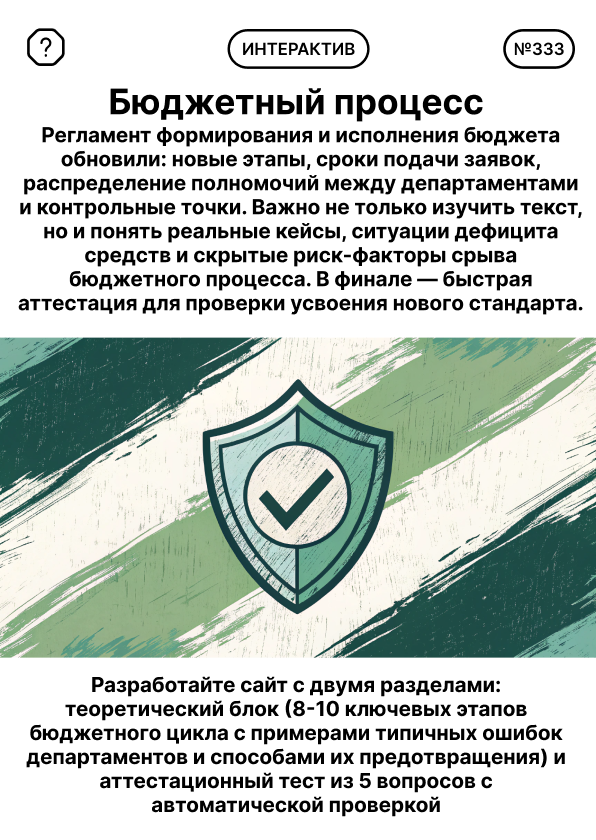 ?
ИНТЕРАКТИВ
№333
Бюджетный процесс
Регламент формирования и исполнения бюджета
обновили: новые этапы, сроки подачи заявок,
распределение полномочий между департаментами
и контрольные точки. Важно не только изучить текст,
но и понять реальные кейсы, ситуации дефицита
средств и скрытые риск-факторы срыва
бюджетного процесса. В финале — быстрая
аттестация для проверки усвоения нового стандарта.
Разработайте сайт с двумя разделами:
теоретический блок (8-10 ключевых этапов
бюджетного цикла с примерами типичных ошибок
департаментов и способами их предотвращения) и
аттестационный тест из 5 вопросов с
автоматической проверкой